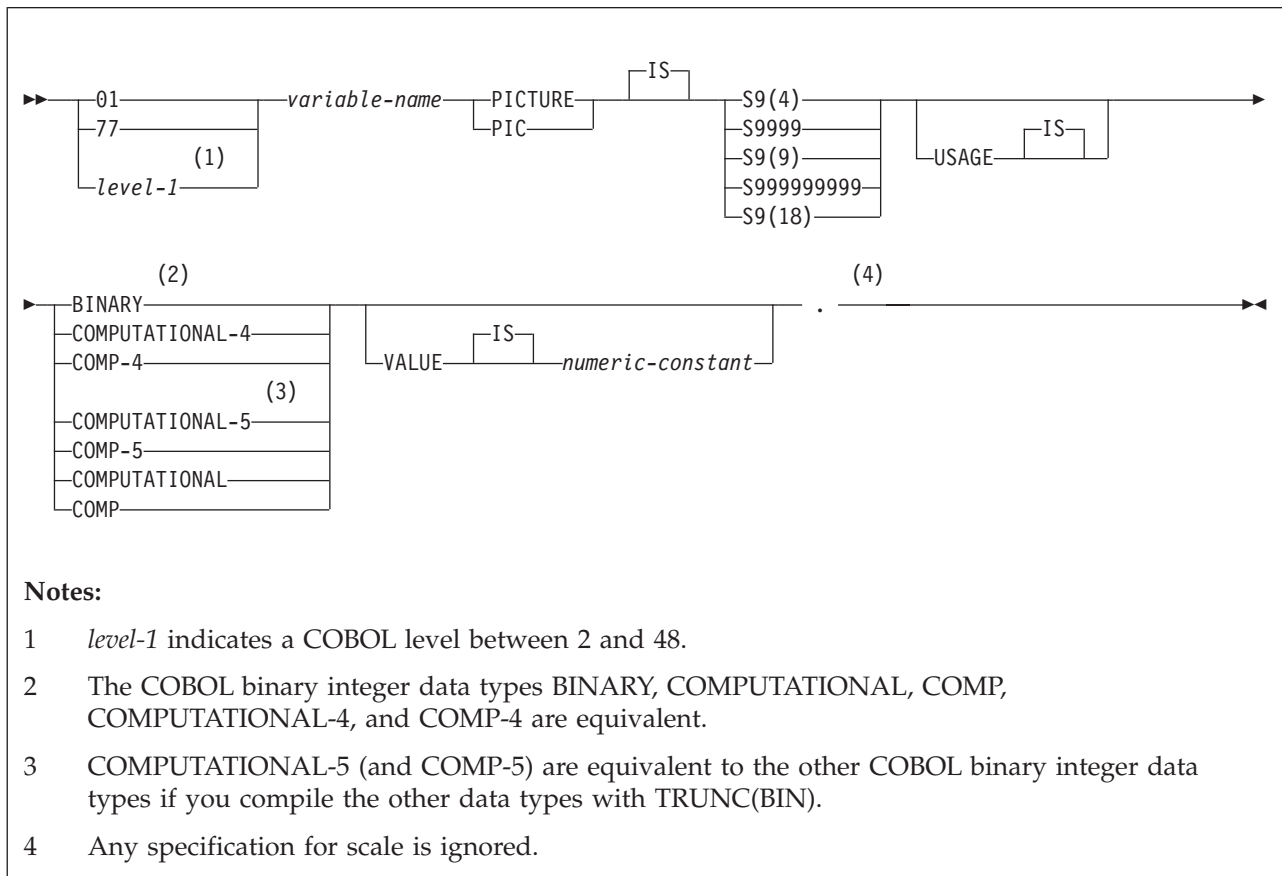 IS
01 variable-name PICTURE S9(4)
77 PIC S9999 IS
(1) S9(9) USAGE
level-1 S999999999
S9(18)
(2) (4)
BINARY .
COMPUTATIONAL-4 IS
COMP-4 VALUE numeric-constant
(3)
COMPUTATIONAL-5
COMP-5
COMPUTATIONAL
COMP
Notes:
1 level-1 indicates a COBOL level between 2 and 48.
2 The COBOL binary integer data types BINARY, COMPUTATIONAL, COMP,
COMPUTATIONAL-4, and COMP-4 are equivalent.
3 COMPUTATIONAL-5 (and COMP-5) are equivalent to the other COBOL binary integer data
types if you compile the other data types with TRUNC(BIN).
4 Any specification for scale is ignored.